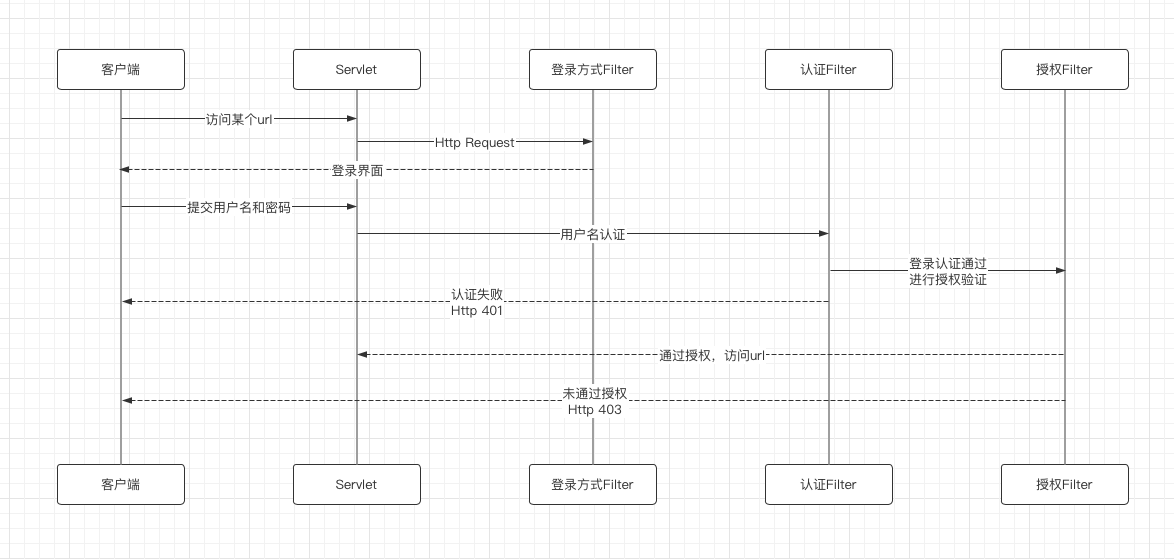 客户端
Servlet
登录方式Filter
认证Filter
授权Filter
访问某个url
Http Request
登录界面
提交用户名和密码
用户名认证
登录认证通过
进行授权验证
认证失败
Http 401
通过授权，访问url
未通过授权
Http 403
客户端
Servlet
登录方式Filter
认证Filter
授权Filter